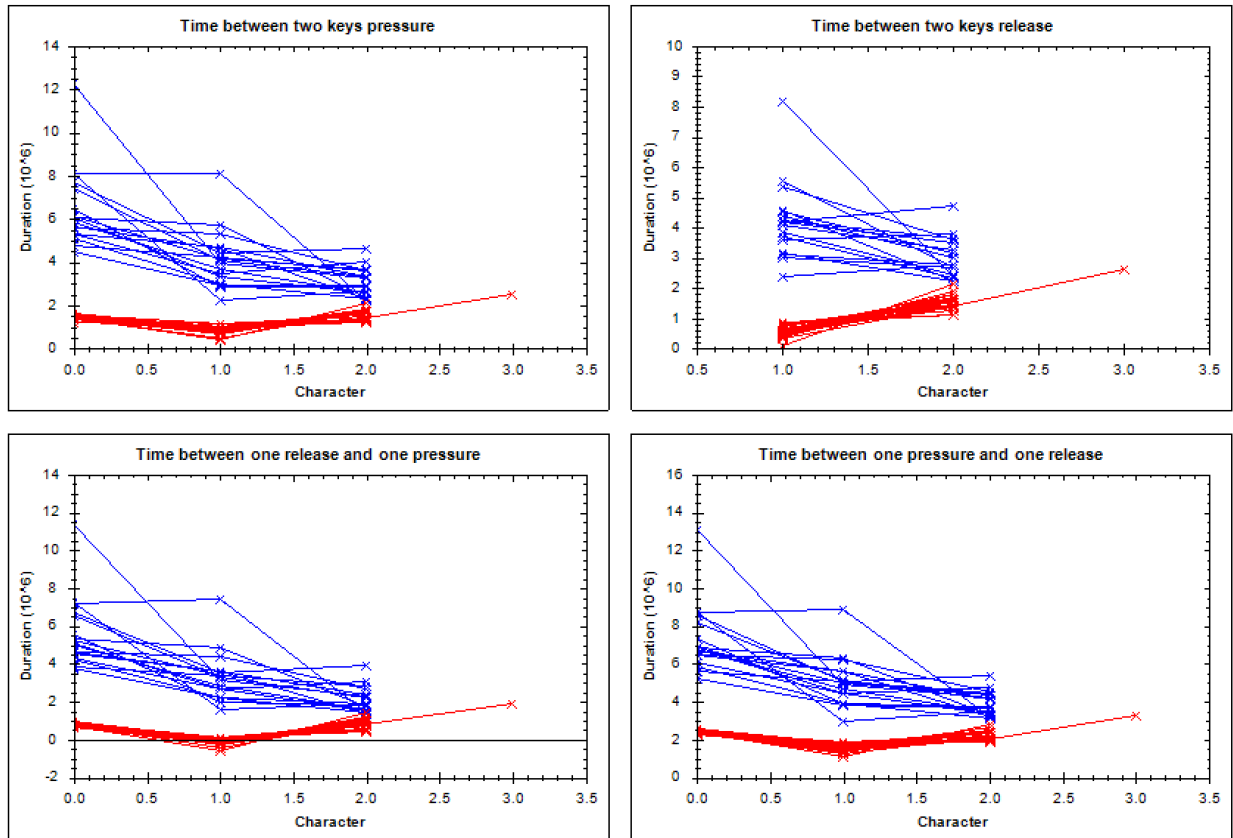 Time between two keys pressure
14
12
10
8
6
4
2
0
Duration (10^6)
0.0 0.5 1.0 1.5 2.0 2.5 3.0 3.5
Character
Time between two keys release
10
9
8
7
6
5
4
3
2
1
0
Duration (10^6)
0.5 1.0 1.5 2.0 2.5 3.0 3.5
Character
Time between one release and one pressure
14
12
10
8
6
4
2
0
-2
Duration (10^6)
0.0 0.5 1.0 1.5 2.0 2.5 3.0 3.5
Character
Time between one pressure and one release
16
14
12
10
8
6
4
2
0
Duration (10^6)
0.0 0.5 1.0 1.5 2.0 2.5 3.0 3.5
Character